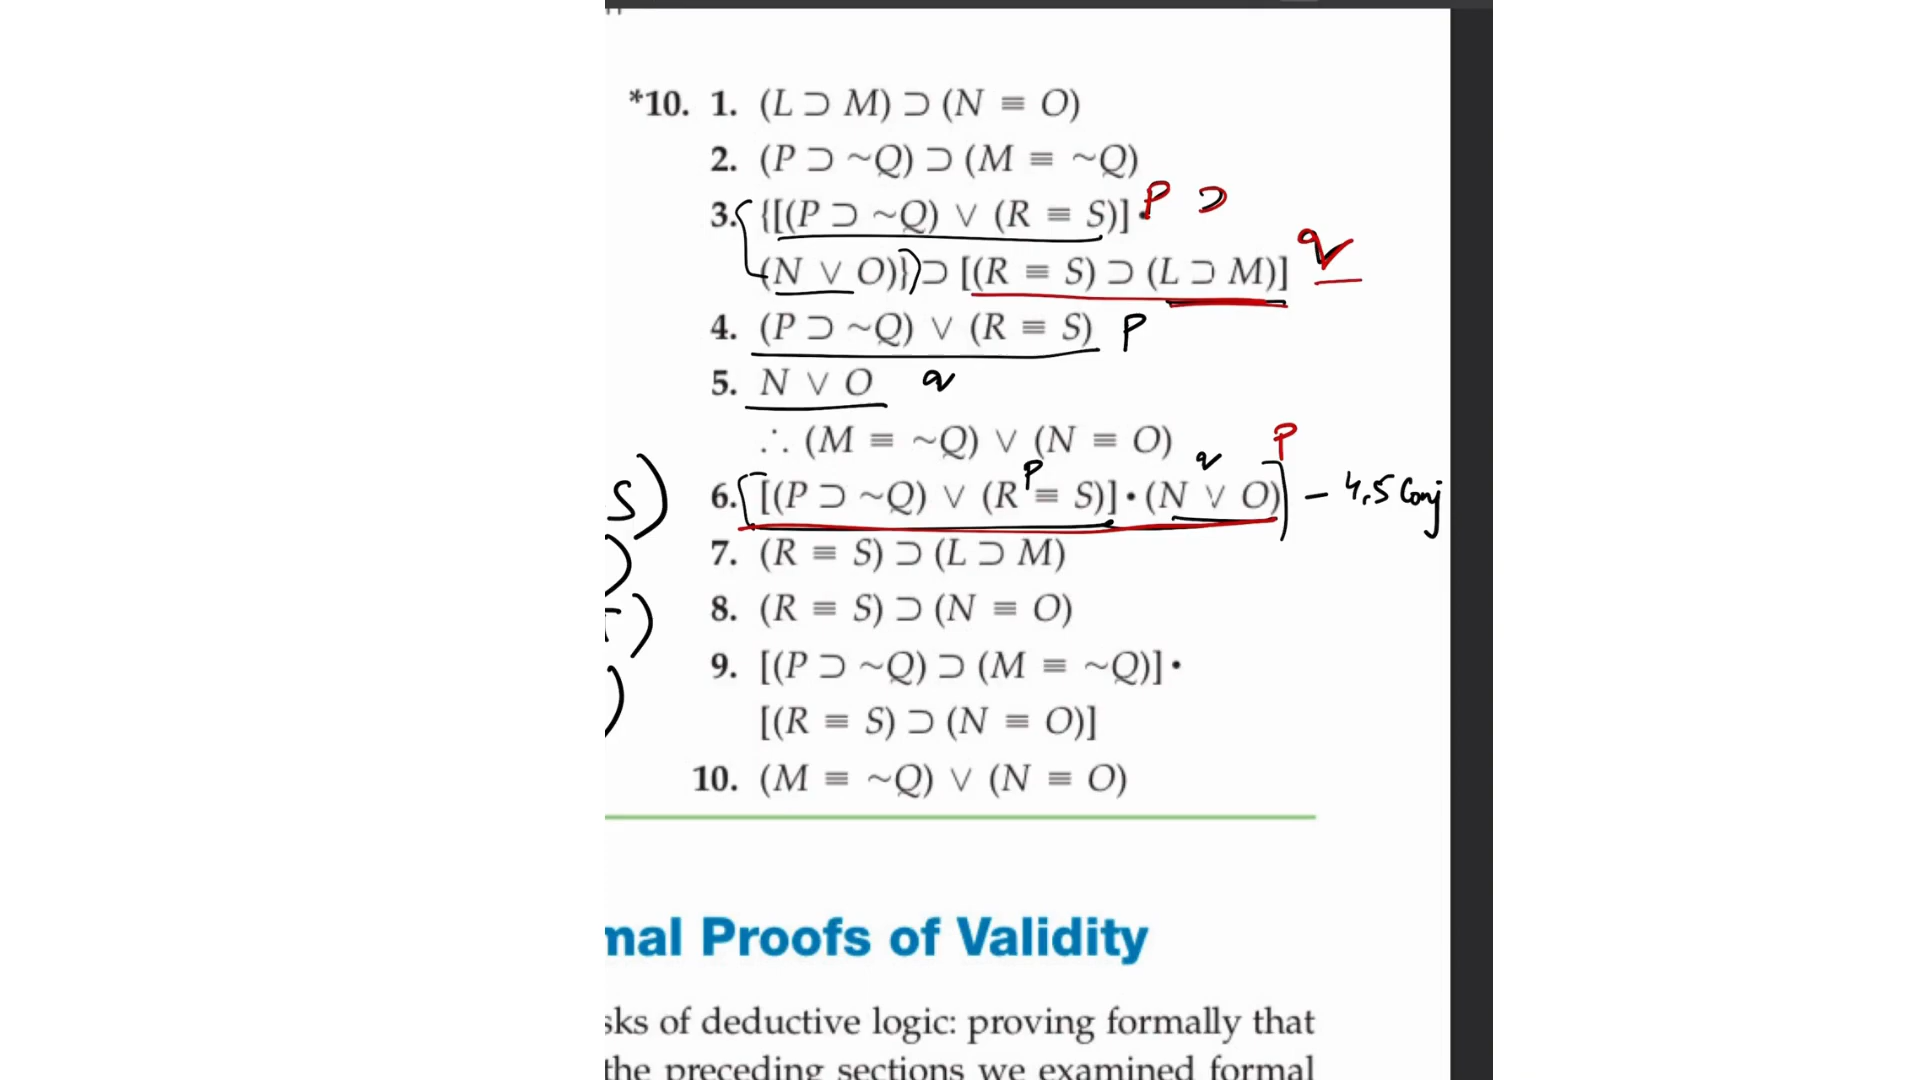 *10. 1. (L ⊃ M) ⊃ (N ≡ O)
2. (P ⊃ ~Q) ⊃ (M ≡ ~Q)
3. {[(P ⊃ ~Q) ∨ (R ≡ S)] • P ⊃
(N ∨ O)} ⊃ [(R ≡ S) ⊃ (L ⊃ M)] q
4. (P ⊃ ~Q) ∨ (R ≡ S) P
5. N ∨ O q
∴ (M ≡ ~Q) ∨ (N ≡ O)
P q P
S) 6. [(P ⊃ ~Q) ∨ (R ≡ S)] • (N ∨ O) – 4,5 Conj
) 7. (R ≡ S) ⊃ (L ⊃ M)
) 8. (R ≡ S) ⊃ (N ≡ O)
) 9. [(P ⊃ ~Q) ⊃ (M ≡ ~Q)] •
[(R ≡ S) ⊃ (N ≡ O)]
10. (M ≡ ~Q) ∨ (N ≡ O)
mal Proofs of Validity
sks of deductive logic: proving formally that
the preceding sections we examined formal